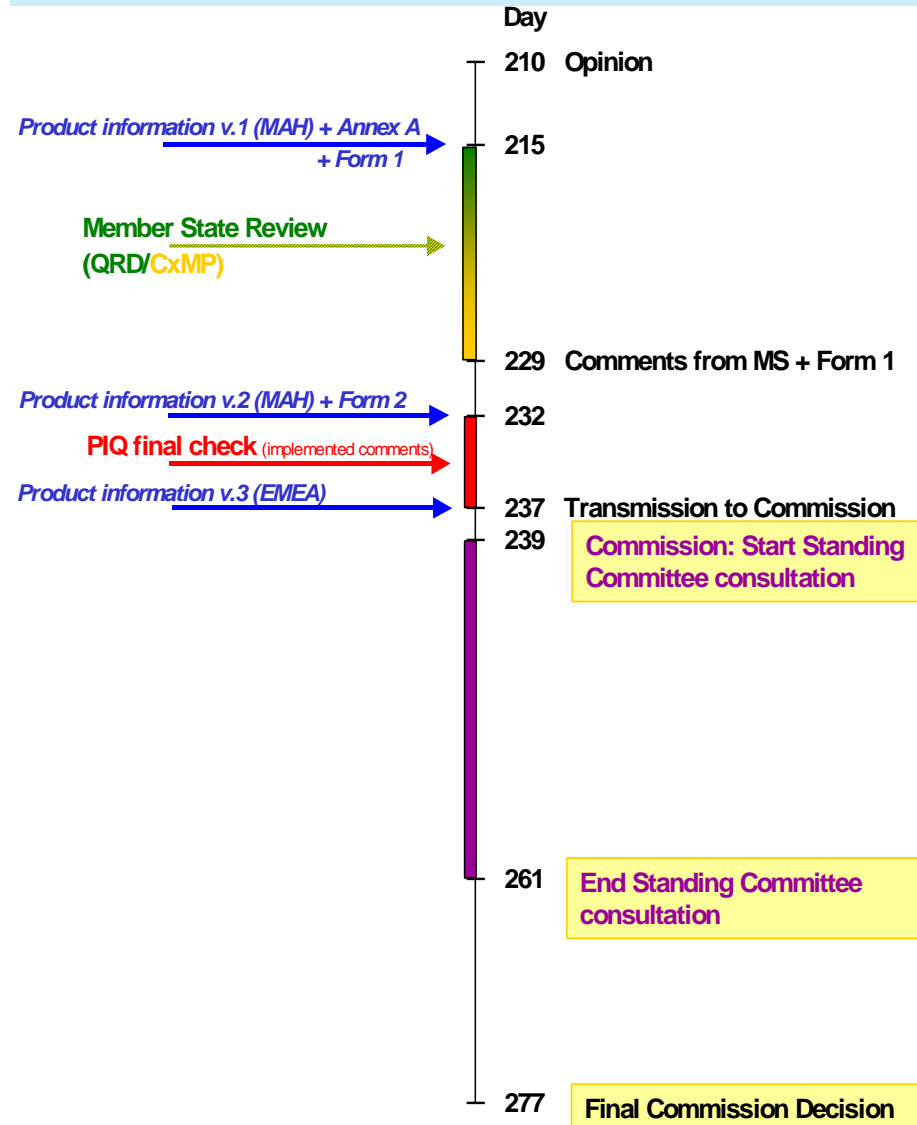 Day
210 Opinion
Product information v.1 (MAH) + Annex A
+ Form 1
215
Member State Review
(QRD/CxMP)
229 Comments from MS + Form 1
Product information v.2 (MAH) + Form 2
232
PIQ final check (implemented comments)
Product information v.3 (EMEA)
237 Transmission to Commission
239
Commission: Start Standing
Committee consultation
261
End Standing Committee
consultation
277
Final Commission Decision